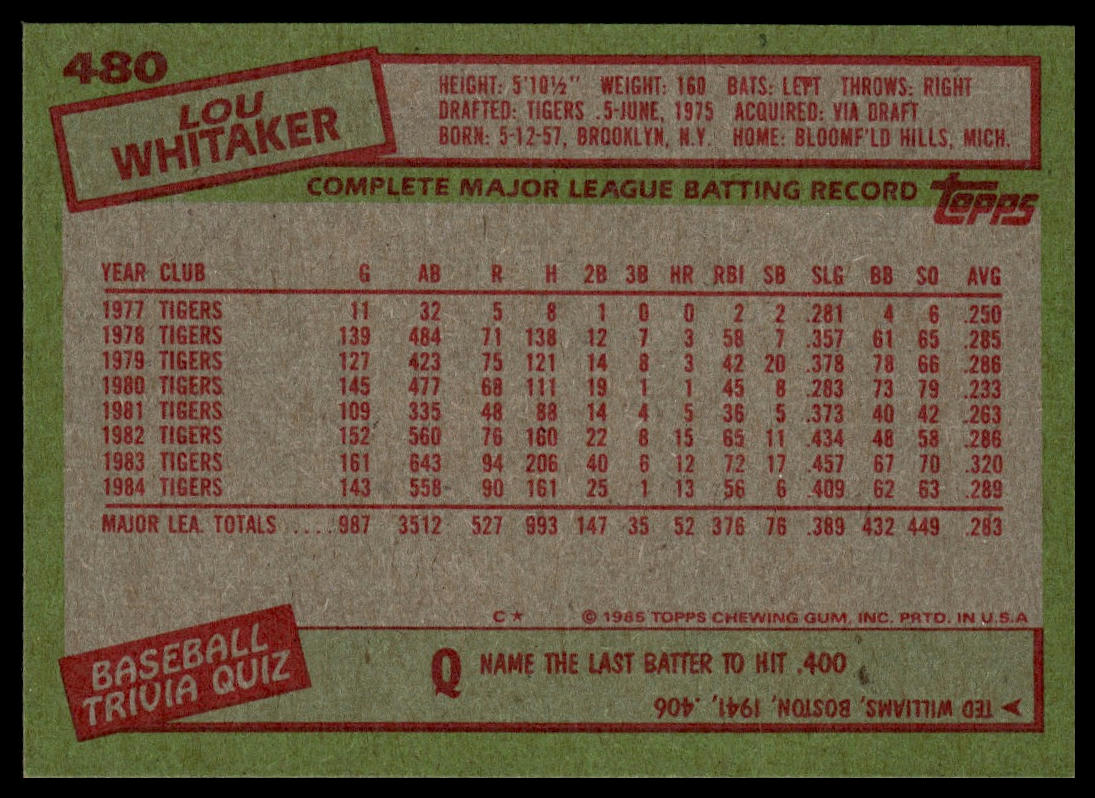 480
LOU
WHITAKER
HEIGHT: 5'10½" WEIGHT: 160 BATS: LEFT THROWS: RIGHT
DRAFTED: TIGERS .5-JUNE, 1975 ACQUIRED: VIA DRAFT
BORN: 5-12-57, BROOKLYN, N.Y. HOME: BLOOMF'LD HILLS, MICH.
COMPLETE MAJOR LEAGUE BATTING RECORD
topps
YEAR CLUB G AB R H 2B 3B HR RBI SB SLG BB SO AVG
1977 TIGERS 11 32 5 8 1 0 0 2 2 .281 4 6 .250
1978 TIGERS 139 484 71 138 12 7 3 58 7 .357 61 65 .285
1979 TIGERS 127 423 75 121 14 8 3 42 20 .378 78 66 .286
1980 TIGERS 145 477 68 111 19 1 1 45 8 .283 73 79 .233
1981 TIGERS 109 335 48 88 14 4 5 36 5 .373 40 42 .263
1982 TIGERS 152 560 76 160 22 8 15 65 11 .434 48 58 .286
1983 TIGERS 161 643 94 206 40 6 12 72 17 .457 67 70 .320
1984 TIGERS 143 558 90 161 25 1 13 56 6 .409 62 63 .289
MAJOR LEA. TOTALS .....987 3512 527 993 147 35 52 376 76 .389 432 449 .283
C★ © 1985 TOPPS CHEWING GUM, INC. PRTD. IN U.S.A
BASEBALL
TRIVIA QUIZ
Q NAME THE LAST BATTER TO HIT .400
TED WILLIAMS, BOSTON, 1941, .406